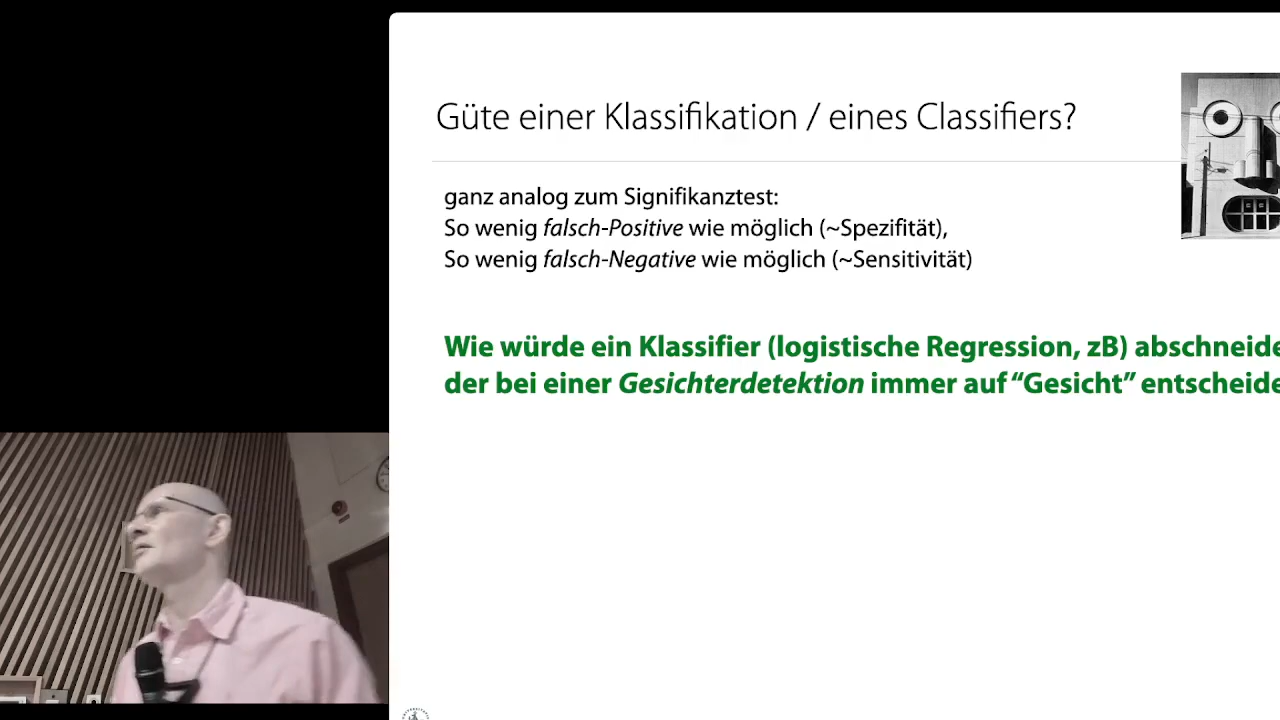 Güte einer Klassifikation / eines Classifiers?
ganz analog zum Signifikanztest:
So wenig falsch-Positive wie möglich (~Spezifität),
So wenig falsch-Negative wie möglich (~Sensitivität)
Wie würde ein Klassifier (logistische Regression, zB) abschneide
der bei einer Gesichterdetektion immer auf “Gesicht” entscheide